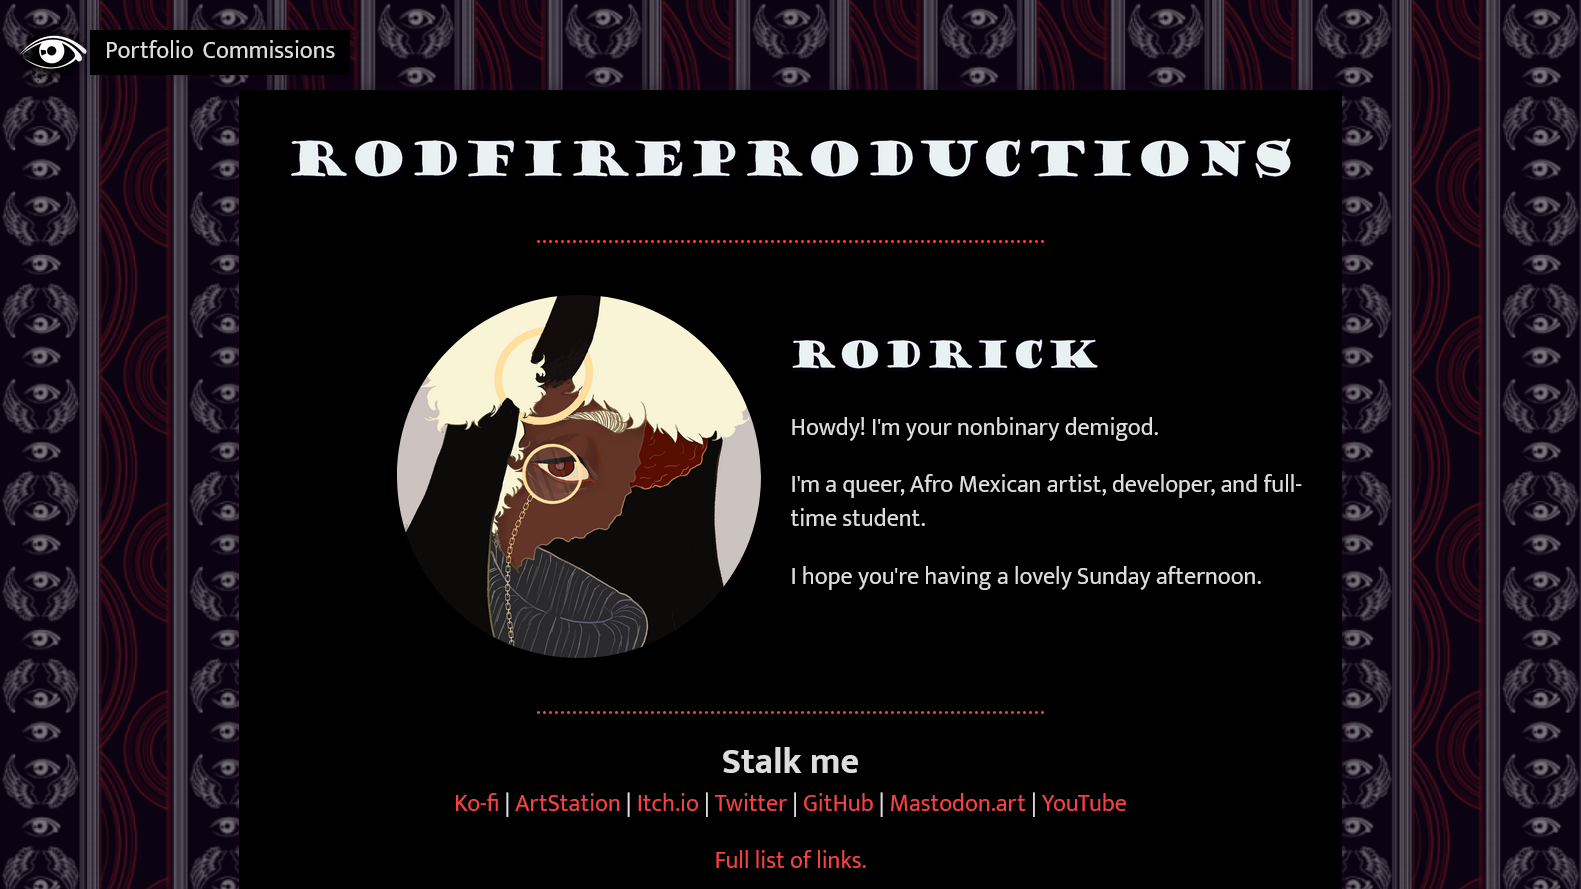 Portfolio Commissions
RODFIREPRODUCTIONS
RODRICK
Howdy! I'm your nonbinary demigod.
I'm a queer, Afro Mexican artist, developer, and full-
time student.
I hope you're having a lovely Sunday afternoon.
Stalk me
Ko-fi | ArtStation | Itch.io | Twitter | GitHub | Mastodon.art | YouTube
Full list of links.